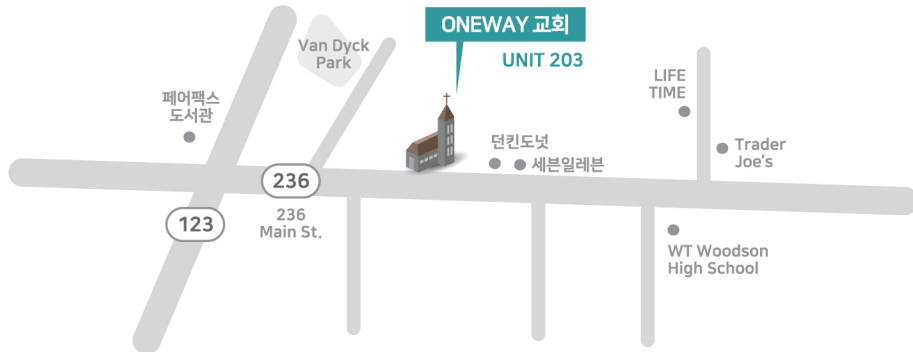 ONEWAY 교회
UNIT 203
Van Dyck
Park
페어팩스
도서관
LIFE
TIME
던킨도넛
세븐일레븐
Trader
Joe's
236
123
236
Main St.
WT Woodson
High School